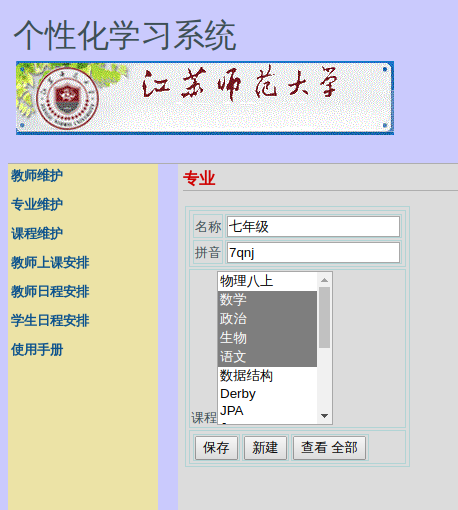 个性化学习系统
江苏师范大学
教师维护
专业维护
课程维护
教师上课安排
教师日程安排
学生日程安排
使用手册
专业
名称 七年级
拼音 7qnj
物理八上
数学
政治
生物
语文
数据结构
Derby
JPA
课程
保存 新建 查看 全部